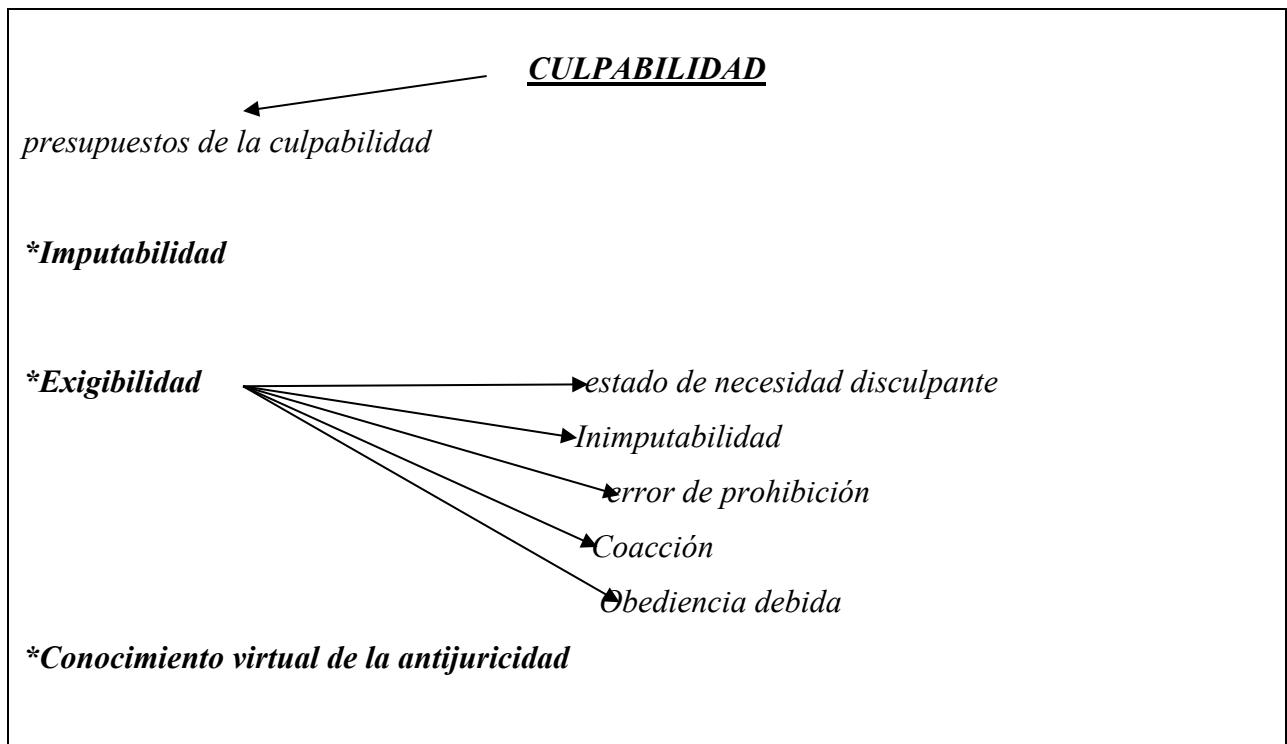 CULPABILIDAD
presupuestos de la culpabilidad
*Imputabilidad
*Exigibilidad estado de necesidad disculpante
Inimputabilidad
error de prohibición
Coacción
Obediencia debida
*Conocimiento virtual de la antijuricidad